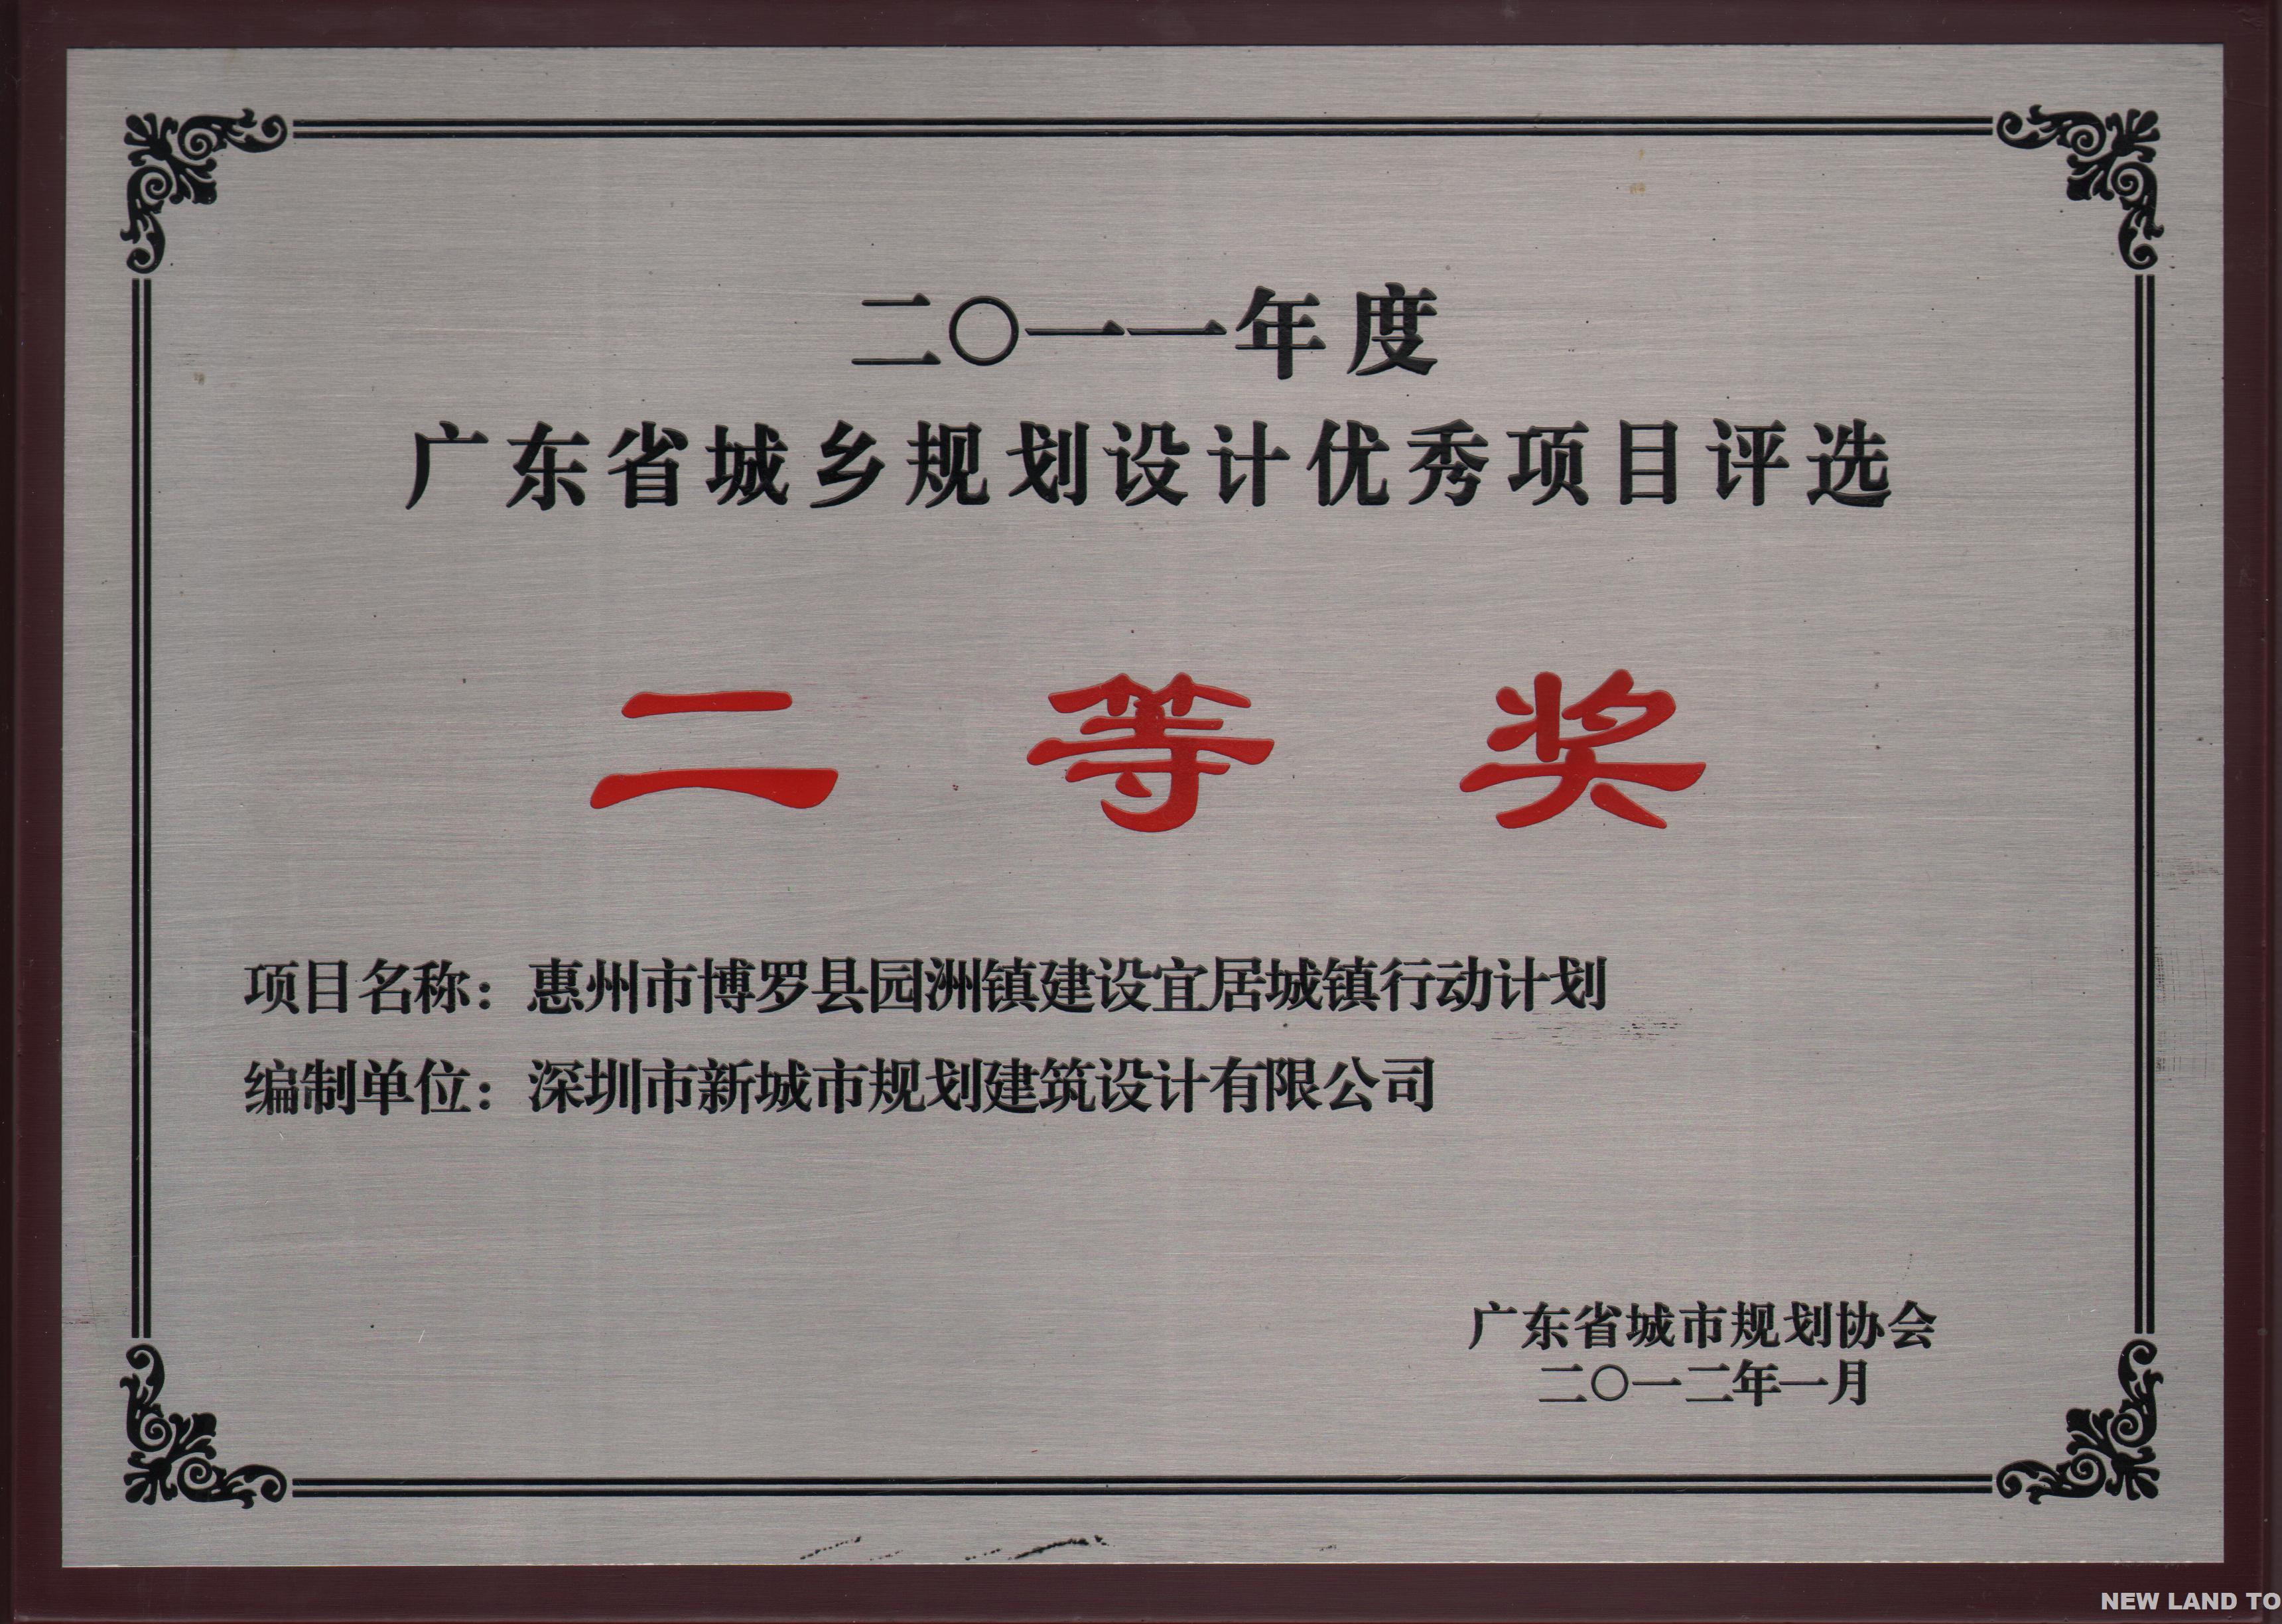 二〇一一年度
广东省城乡规划设计优秀项目评选
二等奖
项目名称：惠州市博罗县园洲镇建设宜居城镇行动计划
编制单位：深圳市新城市规划建筑设计有限公司
广东省城市规划协会
二〇一二年一月
NEW LAND TO